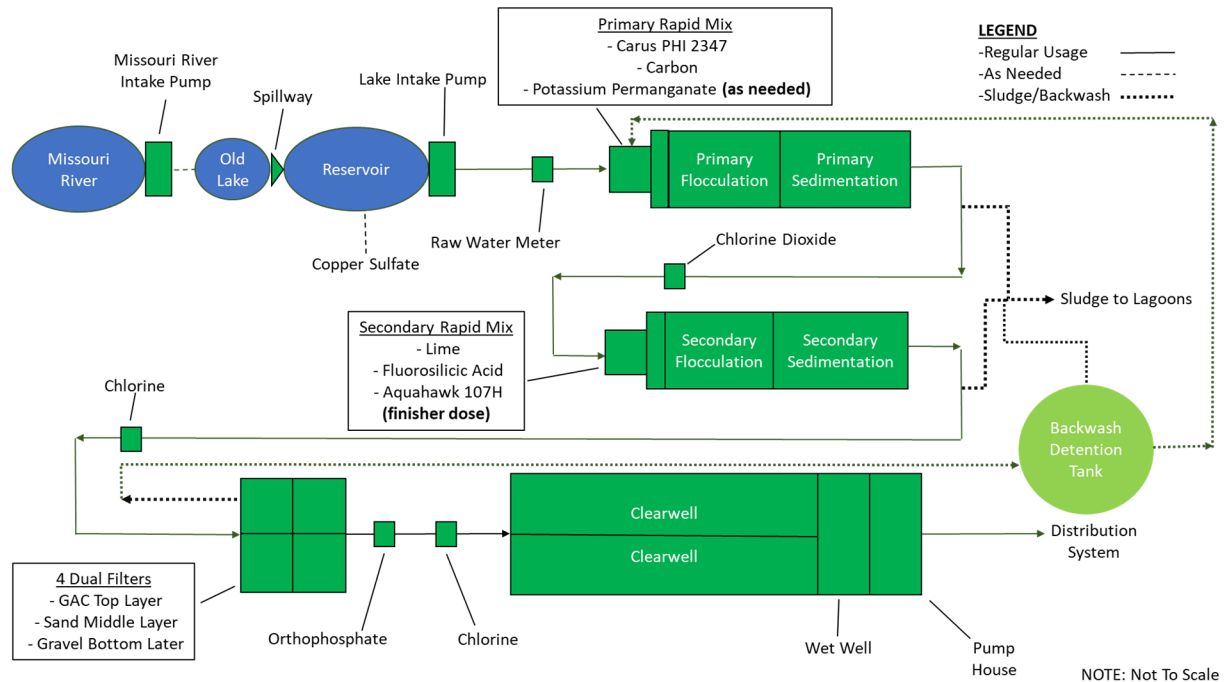 Primary Rapid Mix
- Carus PHI 2347
- Carbon
- Potassium Permanganate (as needed)
LEGEND
-Regular Usage
-As Needed
-Sludge/Backwash
Missouri River
Intake Pump
Spillway
Lake Intake Pump
Missouri
River
Old
Lake
Reservoir
Primary
Flocculation
Primary
Sedimentation
Raw Water Meter
Copper Sulfate
Chlorine Dioxide
Sludge to Lagoons
Secondary Rapid Mix
- Lime
- Fluorosilicic Acid
- Aquahawk 107H
(finisher dose)
Secondary
Flocculation
Secondary
Sedimentation
Chlorine
Backwash
Detention
Tank
Clearwell
Clearwell
Distribution
System
4 Dual Filters
- GAC Top Layer
- Sand Middle Layer
- Gravel Bottom Later
Orthophosphate
Chlorine
Wet Well
Pump
House
NOTE: Not To Scale